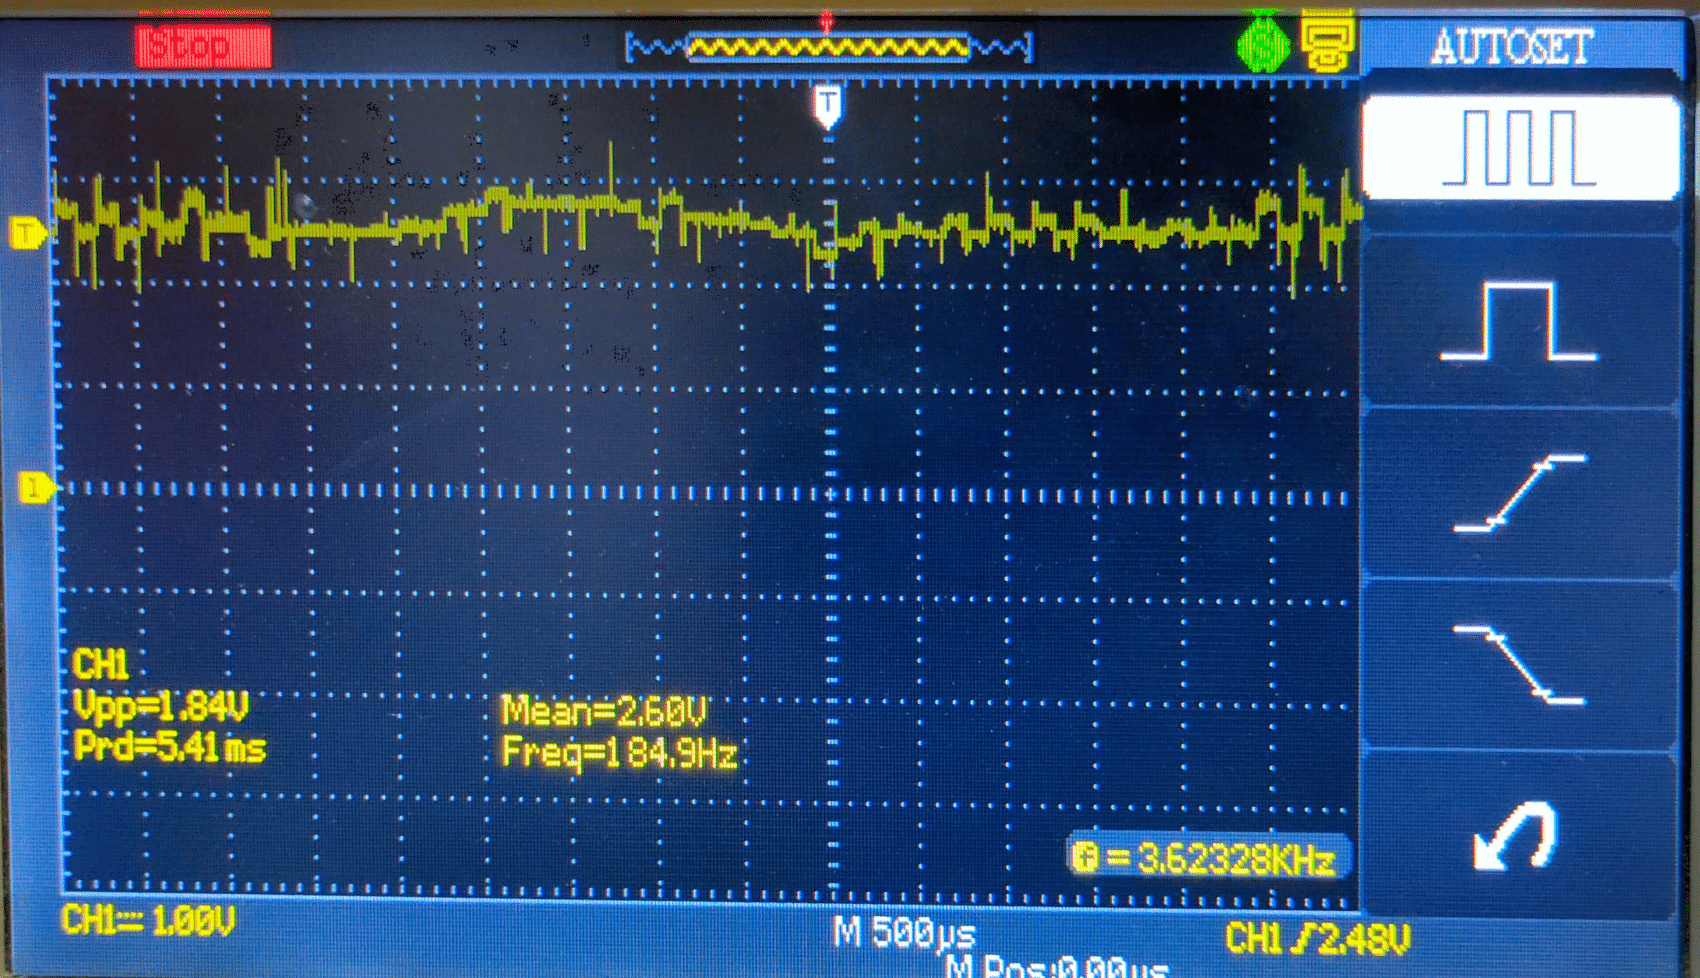 Stop
AUTOSET
T
T
1
CH1
Vpp=1.84V
Mean=2.60V
Prd=5.41ms
Freq=184.9Hz
f = 3.62328KHz
CH1 1.00V
M 500µs
CH1 2.48V
M Pos:0.00µs